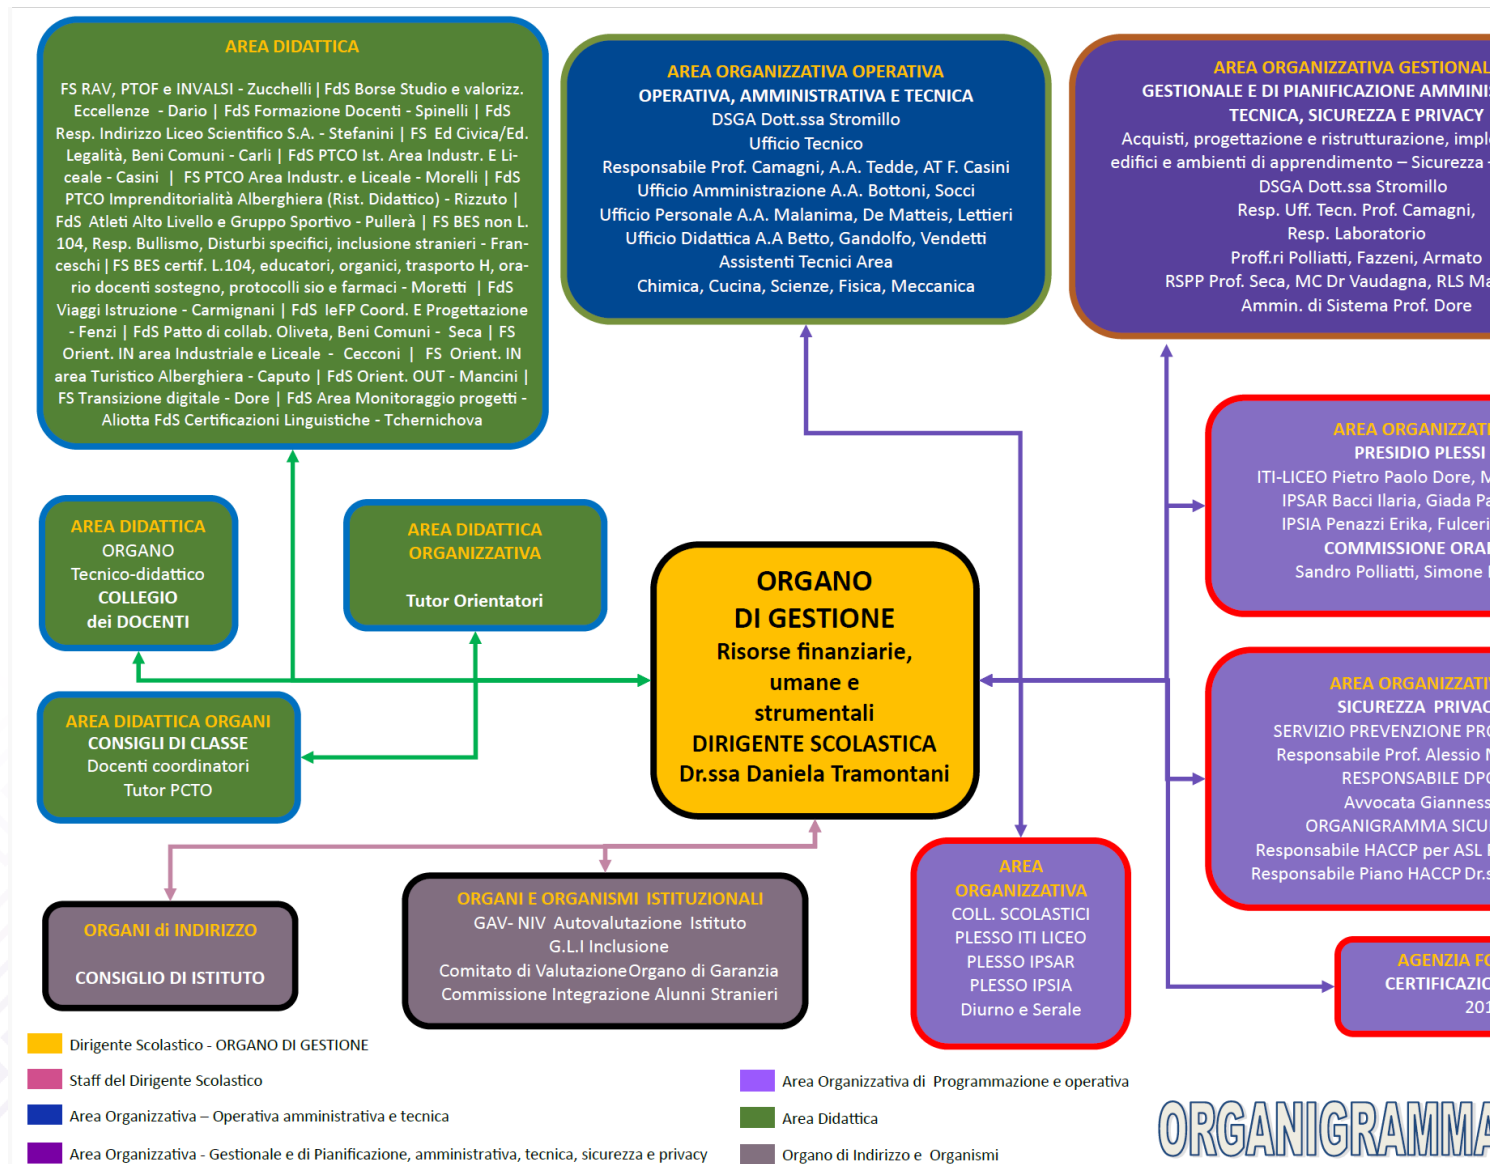 AREA DIDATTICA
FS RAV, PTOF e INVALSI - Zucchelli | FdS Borse Studio e valorizz.
Eccellenze - Dario | FdS Formazione Docenti - Spinelli | FdS
Resp. Indirizzo Liceo Scientifico S.A. - Stefanini | FS Ed Civica/Ed.
Legalità, Beni Comuni - Carli | FdS PTCO Ist. Area Industr. E Li-
ceale - Casini | FS PTCO Area Industr. e Liceale - Morelli | FdS
PTCO Imprenditorialità Alberghiera (Rist. Didattico) - Rizzuto |
FdS Atleti Alto Livello e Gruppo Sportivo - Pullerà | FS BES non L.
104, Resp. Bullismo, Disturbi specifici, inclusione stranieri - Fran-
ceschi | FS BES certif. L.104, educatori, organici, trasporto H, ora-
rio docenti sostegno, protocolli sio e farmaci - Moretti | FdS
Viaggi Istruzione - Carmignani | FdS IeFP Coord. E Progettazione
- Fenzi | FdS Patto di collab. Oliveta, Beni Comuni - Seca | FS
Orient. IN area Industriale e Liceale - Cecconi | FS Orient. IN
area Turistico Alberghiera - Caputo | FdS Orient. OUT - Mancini |
FS Transizione digitale - Dore | FdS Area Monitoraggio progetti -
Aliotta FdS Certificazioni Linguistiche - Tchernichova
AREA ORGANIZZATIVA OPERATIVA
OPERATIVA, AMMINISTRATIVA E TECNICA
DSGA Dott.ssa Stromillo
Ufficio Tecnico
Responsabile Prof. Camagni, A.A. Tedde, AT F. Casini
Ufficio Amministrazione A.A. Bottoni, Socci
Ufficio Personale A.A. Malanima, De Matteis, Lettieri
Ufficio Didattica A.A Betto, Gandolfo, Vendetti
Assistenti Tecnici Area
Chimica, Cucina, Scienze, Fisica, Meccanica
AREA ORGANIZZATIVA GESTIONAL
GESTIONALE E DI PIANIFICAZIONE AMMINIS
TECNICA, SICUREZZA E PRIVACY
Acquisti, progettazione e ristrutturazione, impl
edifici e ambienti di apprendimento – Sicurezza -
DSGA Dott.ssa Stromillo
Resp. Uff. Tecn. Prof. Camagni,
Resp. Laboratorio
Proff.ri Polliatti, Fazzeni, Armato
RSPP Prof. Seca, MC Dr Vaudagna, RLS Ma
Ammin. di Sistema Prof. Dore
AREA ORGANIZZATI
PRESIDIO PLESSI
ITI-LICEO Pietro Paolo Dore, M
IPSAR Bacci Ilaria, Giada Pa
IPSIA Penazzi Erika, Fulceri
COMMISSIONE ORA
Sandro Polliatti, Simone
AREA DIDATTICA
ORGANO
Tecnico-didattico
COLLEGIO
dei DOCENTI
AREA DIDATTICA
ORGANIZZATIVA
Tutor Orientatori
ORGANO
DI GESTIONE
Risorse finanziarie,
umane e
strumentali
DIRIGENTE SCOLASTICA
Dr.ssa Daniela Tramontani
AREA DIDATTICA ORGANI
CONSIGLI DI CLASSE
Docenti coordinatori
Tutor PCTO
AREA ORGANIZZATI
SICUREZZA PRIVAC
SERVIZIO PREVENZIONE PRO
Responsabile Prof. Alessio
RESPONSABILE DP
Avvocata Gianness
ORGANIGRAMMA SICU
Responsabile HACCP per ASL
Responsabile Piano HACCP Dr.s
ORGANI di INDIRIZZO
CONSIGLIO DI ISTITUTO
ORGANI E ORGANISMI ISTITUZIONALI
GAV- NIV Autovalutazione Istituto
G.L.I Inclusione
Comitato di ValutazioneOrgano di Garanzia
Commissione Integrazione Alunni Stranieri
AREA
ORGANIZZATIVA
COLL. SCOLASTICI
PLESSO ITI LICEO
PLESSO IPSAR
PLESSO IPSIA
Diurno e Serale
AGENZIA FO
CERTIFICAZIO
201
Dirigente Scolastico - ORGANO DI GESTIONE
Staff del Dirigente Scolastico
Area Organizzativa – Operativa amministrativa e tecnica
Area Organizzativa - Gestionale e di Pianificazione, amministrativa, tecnica, sicurezza e privacy
Area Organizzativa di Programmazione e operativa
Area Didattica
Organo di Indirizzo e Organismi
ORGANIGRAMMA